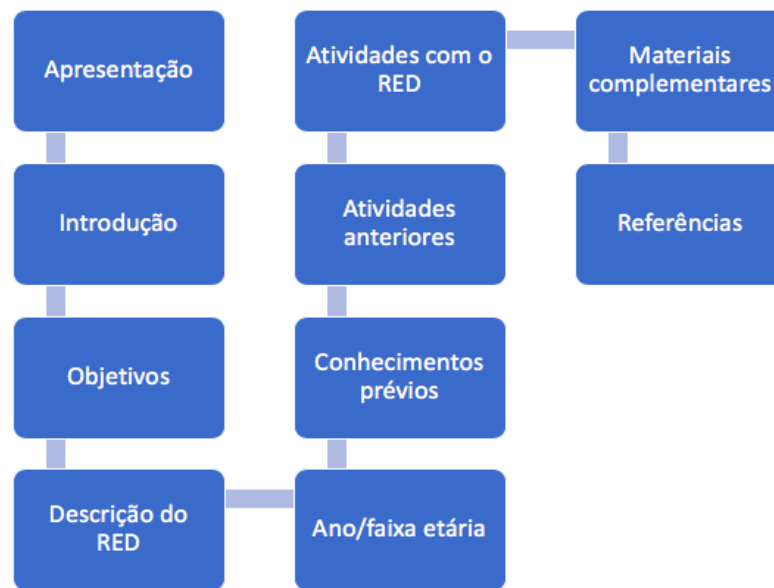 Apresentação
Introdução
Objetivos
Descrição do
RED
Ano/faixa etária
Conhecimentos
prévios
Atividades
anteriores
Atividades com o
RED
Materiais
complementares
Referências